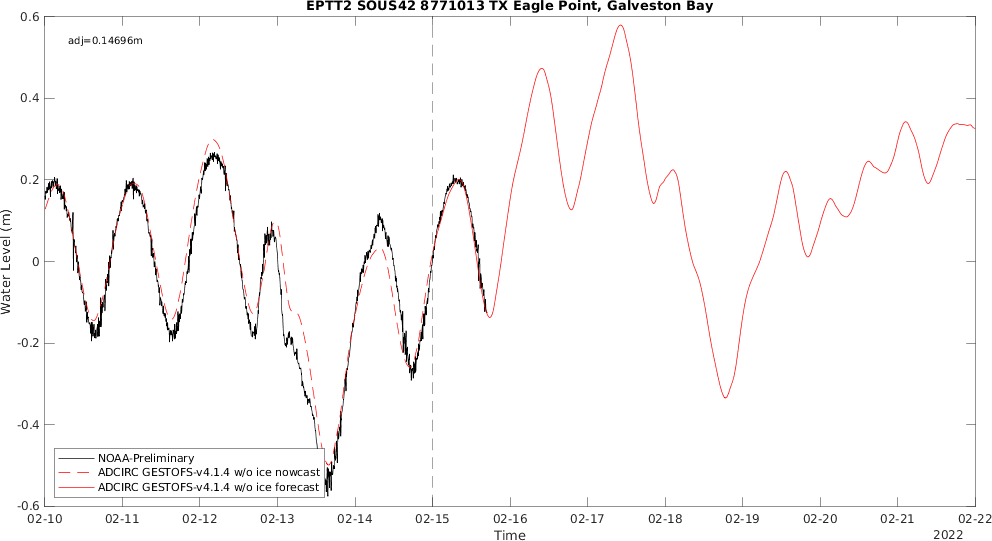 EPTT2 SOUS42 8771013 TX Eagle Point, Galveston Bay
adj=0.14696m
0.6
0.4
0.2
0
-0.2
-0.4
-0.6
Water Level (m)
NOAA-Preliminary
ADCIRC GESTOFS-v4.1.4 w/o ice nowcast
ADCIRC GESTOFS-v4.1.4 w/o ice forecast
02-10 02-11 02-12 02-13 02-14 02-15 02-16 02-17 02-18 02-19 02-20 02-21 02-22
Time
2022